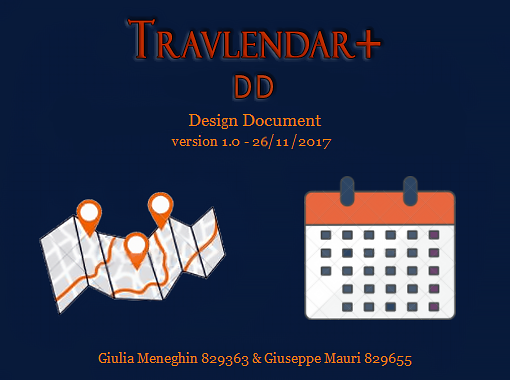 TRAVLENDAR+
DD
Design Document
version 1.0 - 26/11/2017
Giulia Meneghin 829363 & Giuseppe Mauri 829655